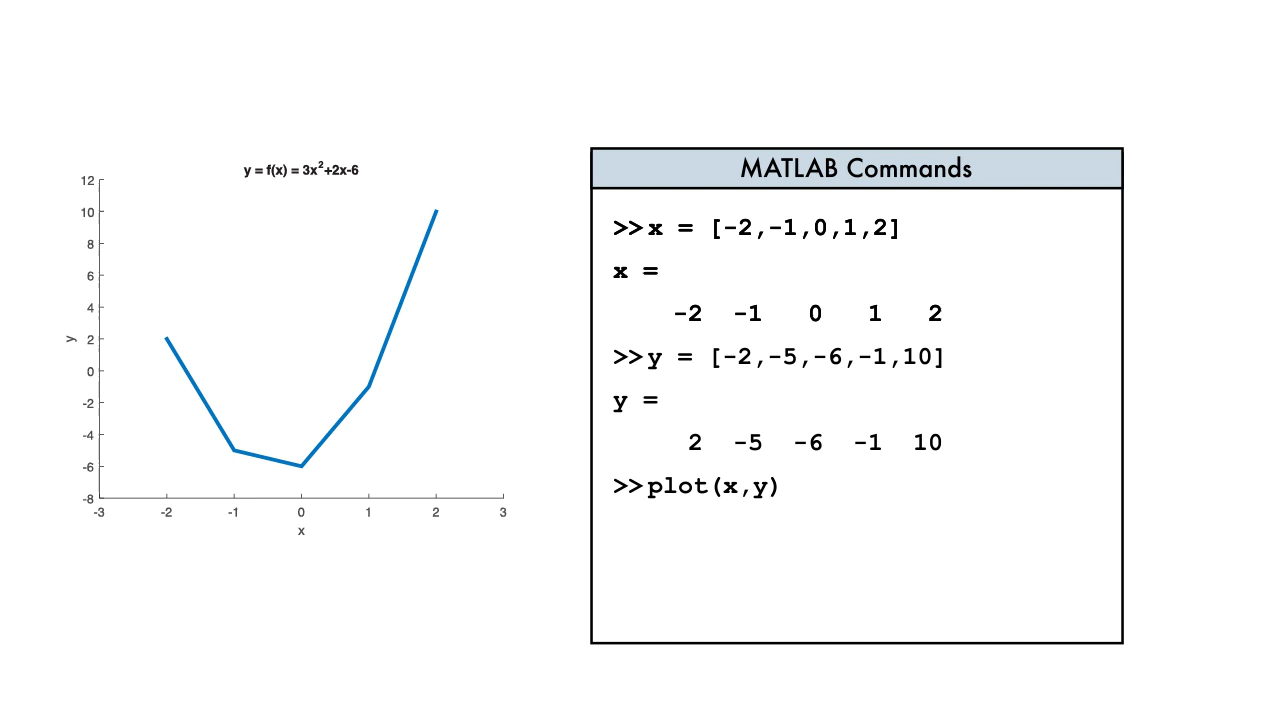 y = f(x) = 3x²+2x-6
12
10
8
6
4
2
0
-2
-4
-6
-8
y
-3 -2 -1 0 1 2 3
x
MATLAB Commands
>>x = [-2,-1,0,1,2]
x =
-2 -1 0 1 2
>>y = [-2,-5,-6,-1,10]
y =
2 -5 -6 -1 10
>>plot(x,y)